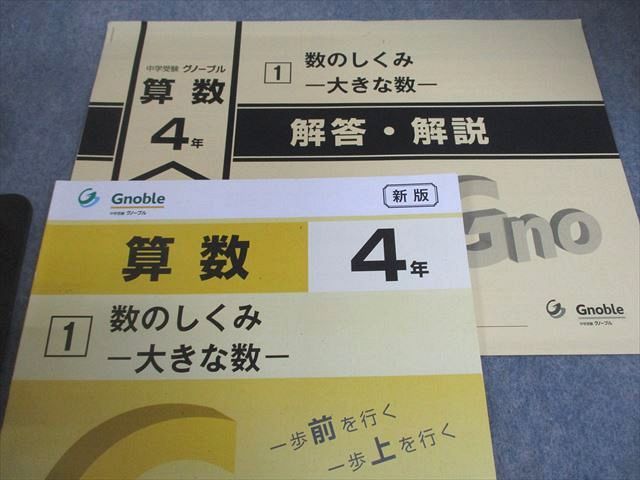 中学受験 グノーブル
算数
4年
1 数のしくみ
―大きな数―
解答・解説
Gno
Gnoble
中学受験 グノーブル
Gnoble
中学受験 グノーブル
新版
算数
4年
1 数のしくみ
―大きな数―
一歩前を行く
一歩上を行く